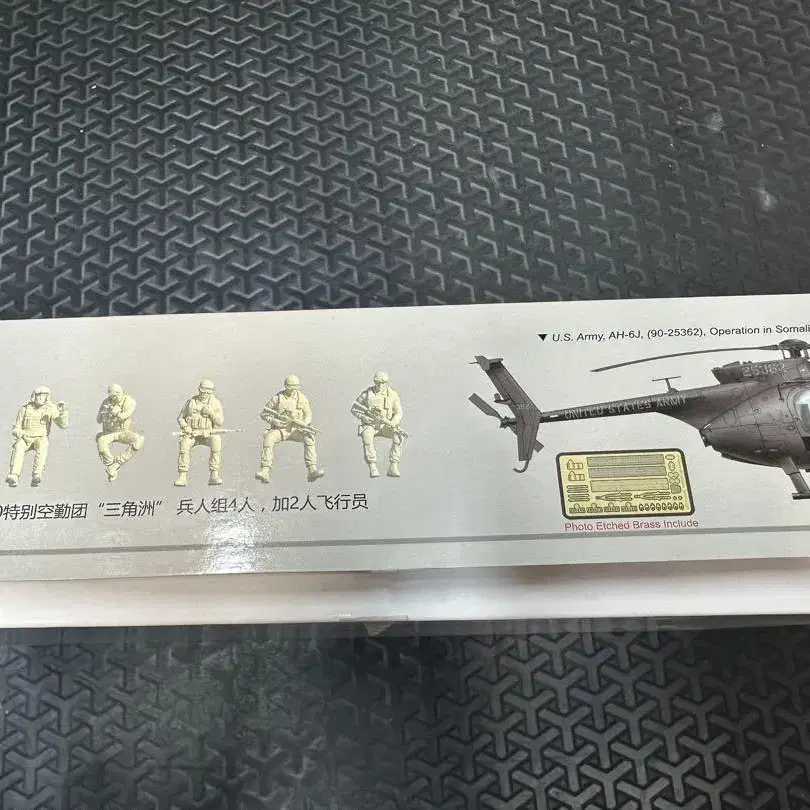 ▼ U.S. Army, AH-6J, (90-25362), Operation in Somali
25362
UNITED STATES ARMY
特别空勤团“三角洲” 兵人组4人，加2人飞行员
Photo Etched Brass Include